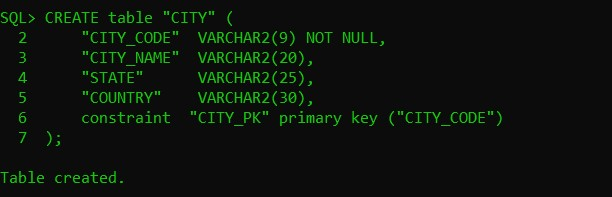 SQL> CREATE table "CITY" (
  2      "CITY_CODE"  VARCHAR2(9) NOT NULL,
  3      "CITY_NAME"  VARCHAR2(20),
  4      "STATE"      VARCHAR2(25),
  5      "COUNTRY"    VARCHAR2(30),
  6      constraint  "CITY_PK" primary key ("CITY_CODE")
  7  );
Table created.